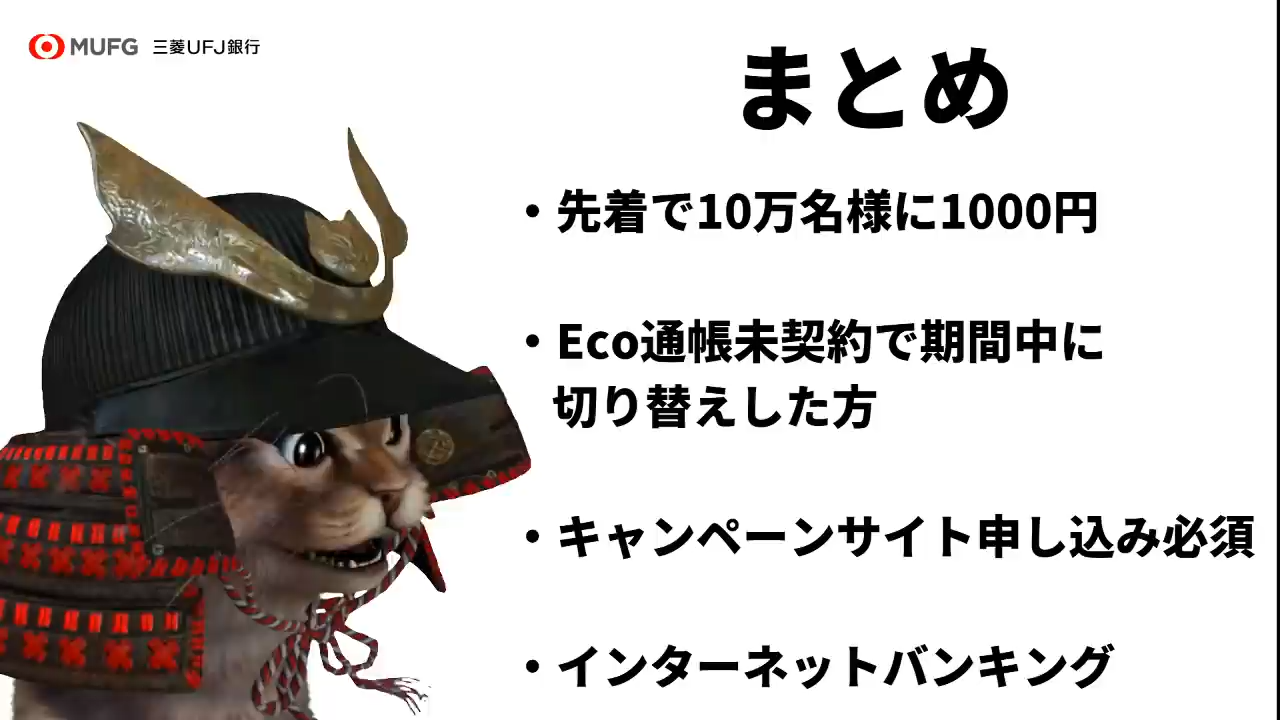 MUFG 三菱UFJ銀行
まとめ
・先着で10万名様に1000円
・Eco通帳未契約で期間中に
切り替えした方
・キャンペーンサイト申し込み必須
・インターネットバンキング